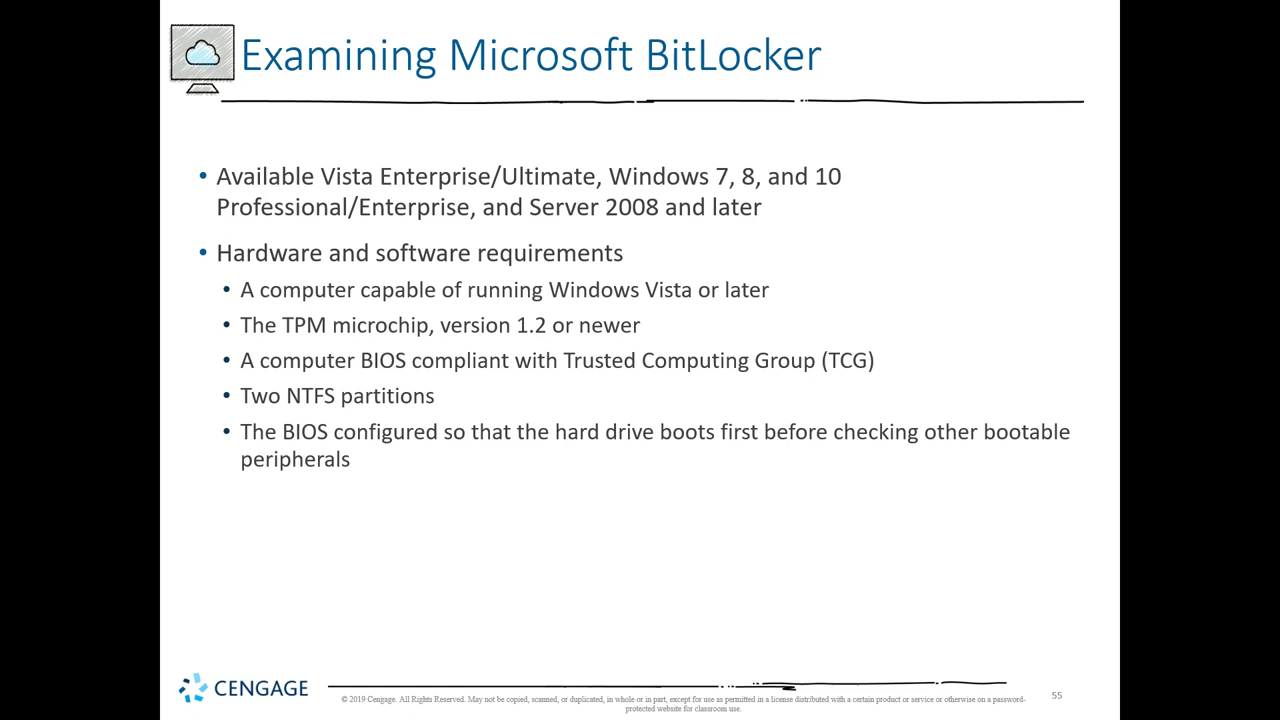 Examining Microsoft BitLocker
• Available Vista Enterprise/Ultimate, Windows 7, 8, and 10
Professional/Enterprise, and Server 2008 and later
• Hardware and software requirements
• A computer capable of running Windows Vista or later
• The TPM microchip, version 1.2 or newer
• A computer BIOS compliant with Trusted Computing Group (TCG)
• Two NTFS partitions
• The BIOS configured so that the hard drive boots first before checking other bootable
peripherals
CENGAGE
© 2019 Cengage. All Rights Reserved. May not be copied, scanned, or duplicated, in whole or in part, except for use as permitted in a license distributed with a certain product or service or otherwise on a password-
protected website for classroom use.
55